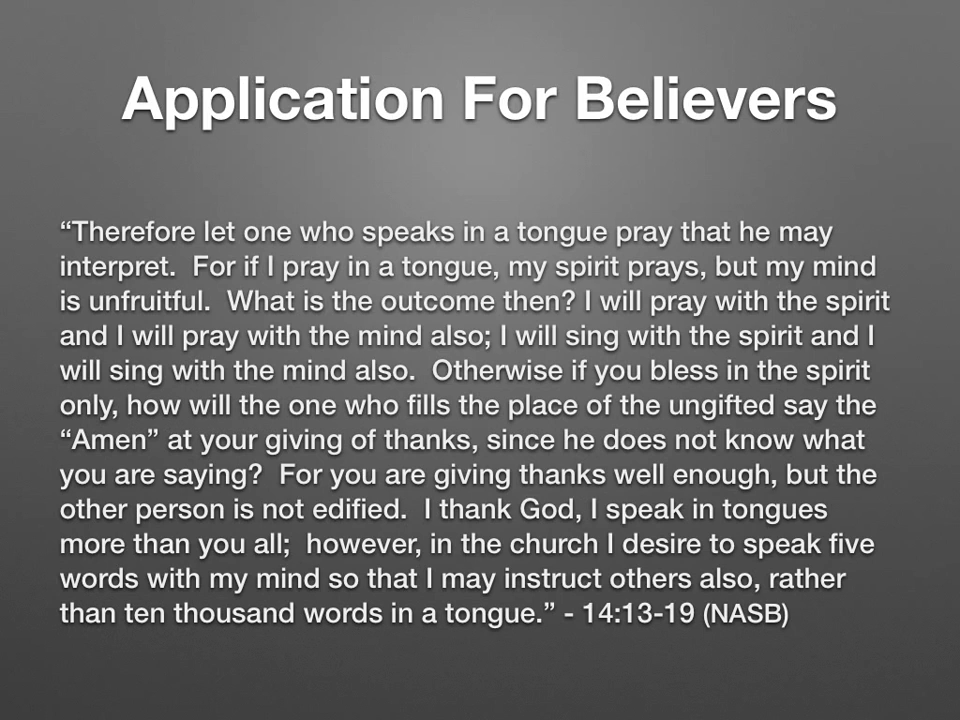 Application For Believers
“Therefore let one who speaks in a tongue pray that he may
interpret.  For if I pray in a tongue, my spirit prays, but my mind
is unfruitful.  What is the outcome then? I will pray with the spirit
and I will pray with the mind also; I will sing with the spirit and I
will sing with the mind also.  Otherwise if you bless in the spirit
only, how will the one who fills the place of the ungifted say the
“Amen” at your giving of thanks, since he does not know what
you are saying?  For you are giving thanks well enough, but the
other person is not edified.  I thank God, I speak in tongues
more than you all;  however, in the church I desire to speak five
words with my mind so that I may instruct others also, rather
than ten thousand words in a tongue.” - 14:13-19 (NASB)